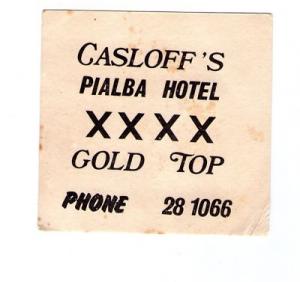 CASLOFF'S
PIALBA HOTEL
XXXX
GOLD TOP
PHONE 28 1066